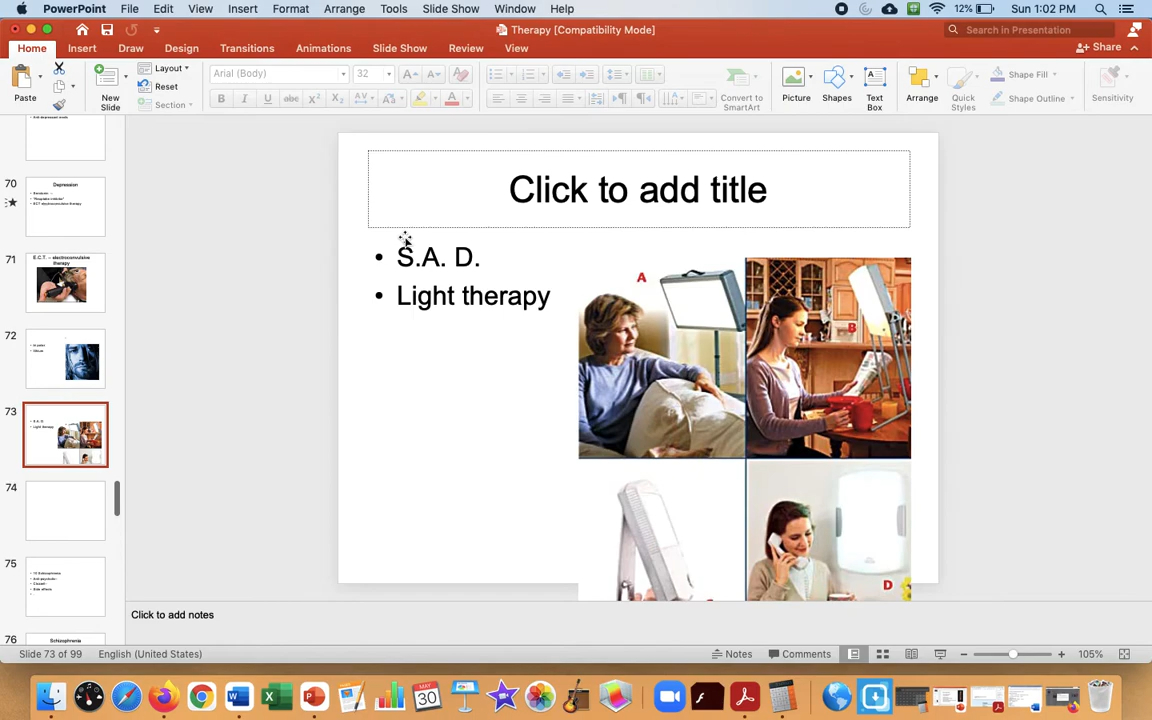 PowerPoint File Edit View Insert Format Arrange Tools Slide Show Window Help 12% Sun 1:02 PM
Therapy [Compatibility Mode] Search in Presentation
Home Insert Draw Design Transitions Animations Slide Show Review View Share
Paste New Slide Layout Reset Section Arial (Body) 32 Convert to SmartArt Picture Shapes Text Box Arrange Quick Styles Shape Fill Shape Outline Sensitivity
70
Depression
71
E.C.T. – electroconvulsive
therapy
72
73
S.A. D.
Light therapy
74
75
76
Schizophrenia
Click to add title
• S.A. D.
• Light therapy
A
B
D
Click to add notes
Slide 73 of 99 English (United States) Notes Comments 105%
MAY
30